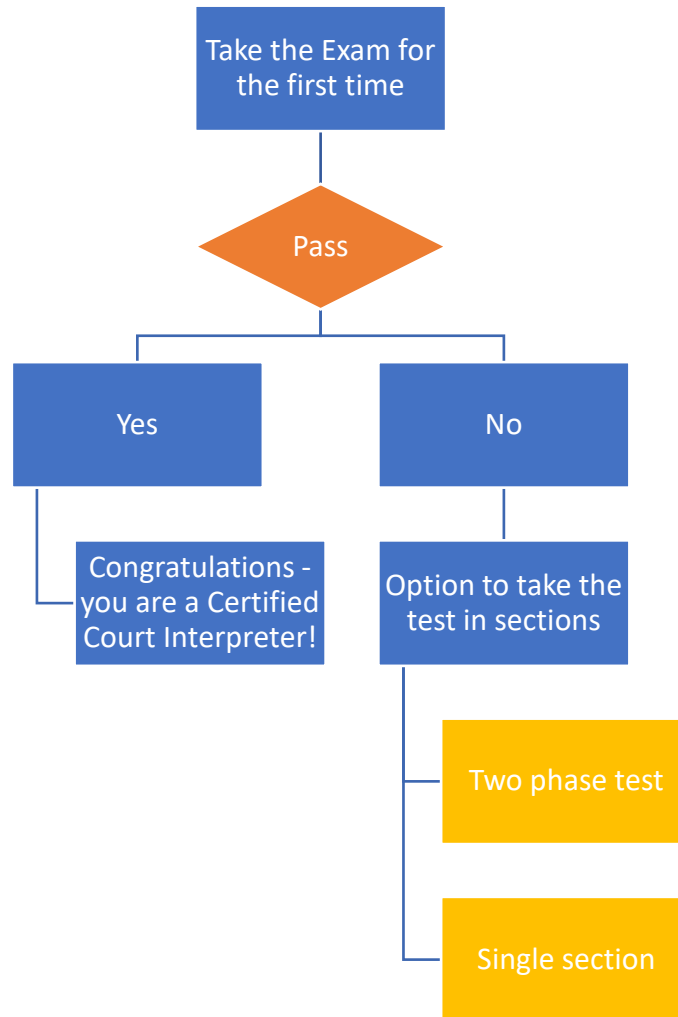 Take the Exam for
the first time
Pass
Yes
No
Congratulations -
you are a Certified
Court Interpreter!
Option to take the
test in sections
Two phase test
Single section